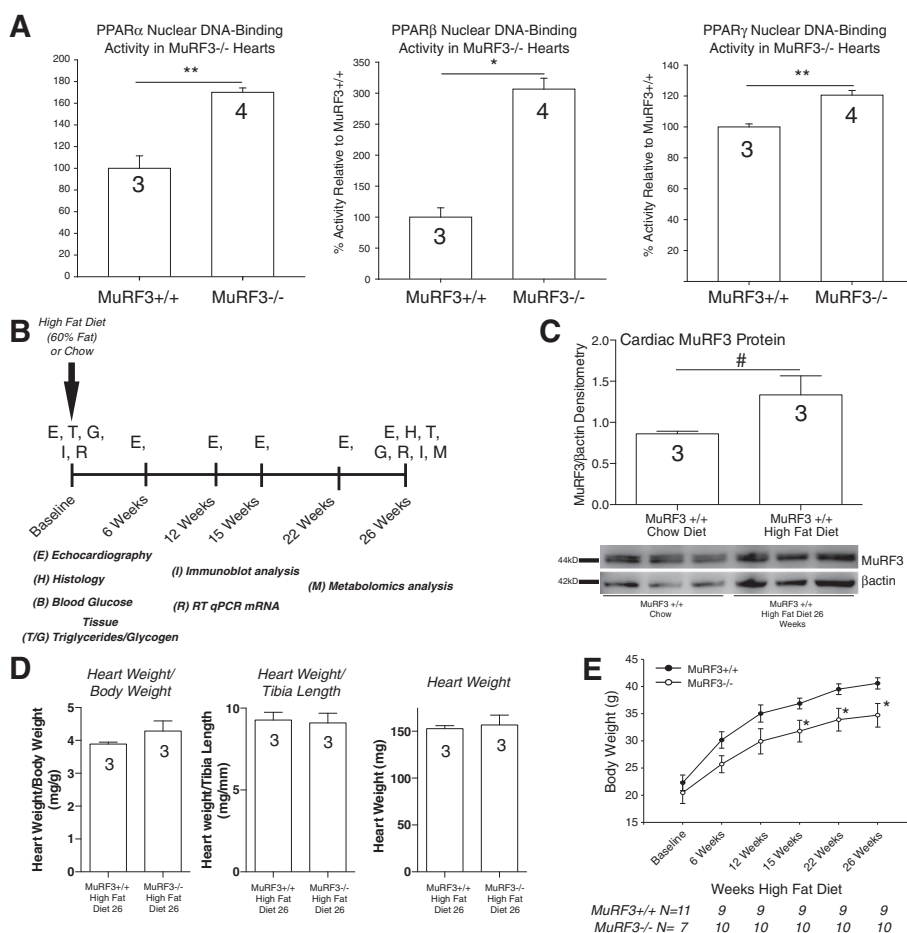 A
PPARα Nuclear DNA-Binding
Activity in MuRF3-/- Hearts
**
180
160
140
120
100
80
60
40
20
0
3
4
MuRF3+/+ MuRF3-/-
PPARβ Nuclear DNA-Binding
Activity in MuRF3-/- Hearts
*
% Activity Relative to MuRF3+/+
350
300
250
200
150
100
50
0
3
4
MuRF3+/+ MuRF3-/-
PPARγ Nuclear DNA-Binding
Activity in MuRF3-/- Hearts
**
% Activity Relative to MuRF3+/+
140
120
100
80
60
40
20
0
3
4
MuRF3+/+ MuRF3-/-
B
High Fat Diet
(60% Fat)
or Chow
E, T, G,
I, R
E,
E,
E,
E,
E, H, T,
G, R, I, M
Baseline
6 Weeks
12 Weeks
15 Weeks
22 Weeks
26 Weeks
(E) Echocardiography
(H) Histology
(B) Blood Glucose
Tissue
(T/G) Triglycerides/Glycogen
(I) Immunoblot analysis
(R) RT qPCR mRNA
(M) Metabolomics analysis
C
Cardiac MuRF3 Protein
#
MuRF3/βactin Densitometry
2.0
1.5
1.0
0.5
0.0
3
3
MuRF3 +/+
Chow Diet
MuRF3 +/+
High Fat Diet
44kD
MuRF3
42kD
βactin
MuRF3 +/+
Chow
MuRF3 +/+
High Fat Diet 26
Weeks
D
Heart Weight/
Body Weight
Heart Weight/Body Weight
(mg/g)
5
4
3
2
1
0
3
3
MuRF3+/+
High Fat
Diet 26
MuRF3-/-
High Fat
Diet 26
Heart Weight/
Tibia Length
Heart weight/Tibia Length
(mg/mm)
10
5
0
3
3
MuRF3+/+
High Fat
Diet 26
MuRF3-/-
High Fat
Diet 26
Heart Weight
Heart Weight (mg)
150
100
50
0
3
3
MuRF3+/+
High Fat
Diet 26
MuRF3-/-
High Fat
Diet 26
E
MuRF3+/+
MuRF3-/-
Body Weight (g)
45
40
35
30
25
20
15
*
*
*
Baseline
6 Weeks
12 Weeks
15 Weeks
22 Weeks
26 Weeks
Weeks High Fat Diet
MuRF3+/+ N=11 9 9 9 9 9
MuRF3-/- N= 7 10 10 10 10 10